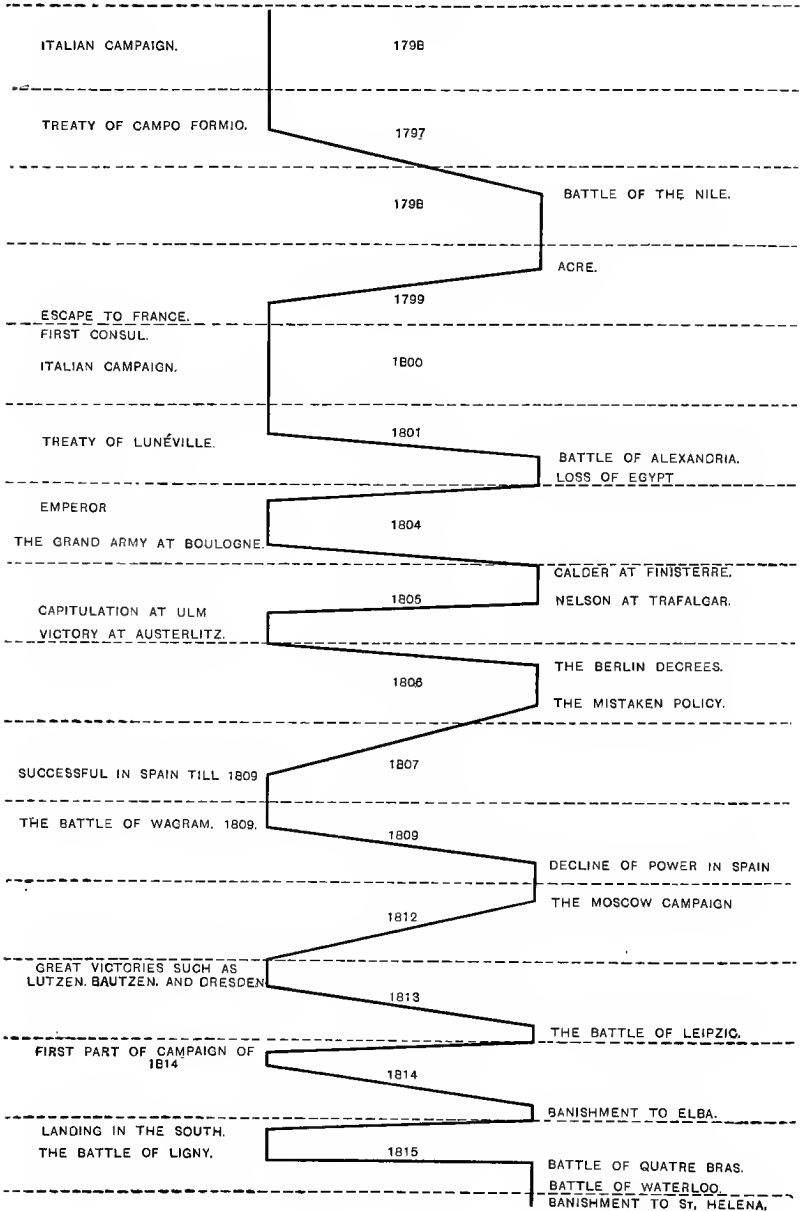 ITALIAN CAMPAIGN. 179B
TREATY OF CAMPO FORMIO. 1797
BATTLE OF THE NILE.
179B
ACRE.
1799
ESCAPE TO FRANCE.
FIRST CONSUL.
ITALIAN CAMPAIGN. 1800
TREATY OF LUNÉVILLE. 1801
BATTLE OF ALEXANDRIA.
LOSS OF EGYPT
EMPEROR
1804
THE GRAND ARMY AT BOULOGNE.
CALDER AT FINISTERRE.
1805
NELSON AT TRAFALGAR.
CAPITULATION AT ULM
VICTORY AT AUSTERLITZ.
THE BERLIN DECREES.
1806
THE MISTAKEN POLICY.
1807
SUCCESSFUL IN SPAIN TILL 1809
THE BATTLE OF WAGRAM. 1809.
1809
DECLINE OF POWER IN SPAIN
THE MOSCOW CAMPAIGN
1812
GREAT VICTORIES SUCH AS
LUTZEN. BAUTZEN. AND DRESDEN
1813
THE BATTLE OF LEIPZIG.
FIRST PART OF CAMPAIGN OF
1814
1814
BANISHMENT TO ELBA.
LANDING IN THE SOUTH.
THE BATTLE OF LIGNY. 1815
BATTLE OF QUATRE BRAS.
BATTLE OF WATERLOO.
BANISHMENT TO ST. HELENA.